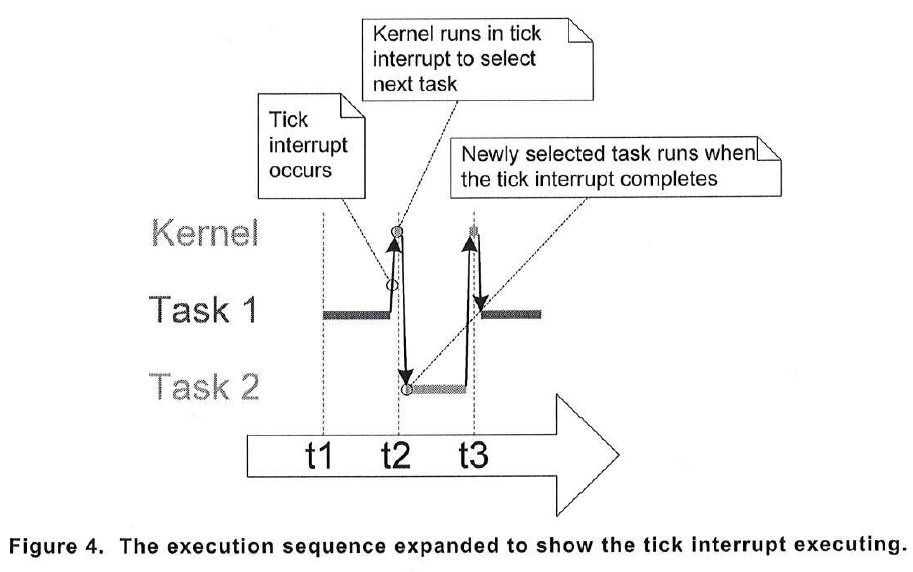 Kernel runs in tick
interrupt to select
next task
Tick
interrupt
occurs
Newly selected task runs when
the tick interrupt completes
Kernel
Task 1
Task 2
t1 t2 t3
Figure 4. The execution sequence expanded to show the tick interrupt executing.